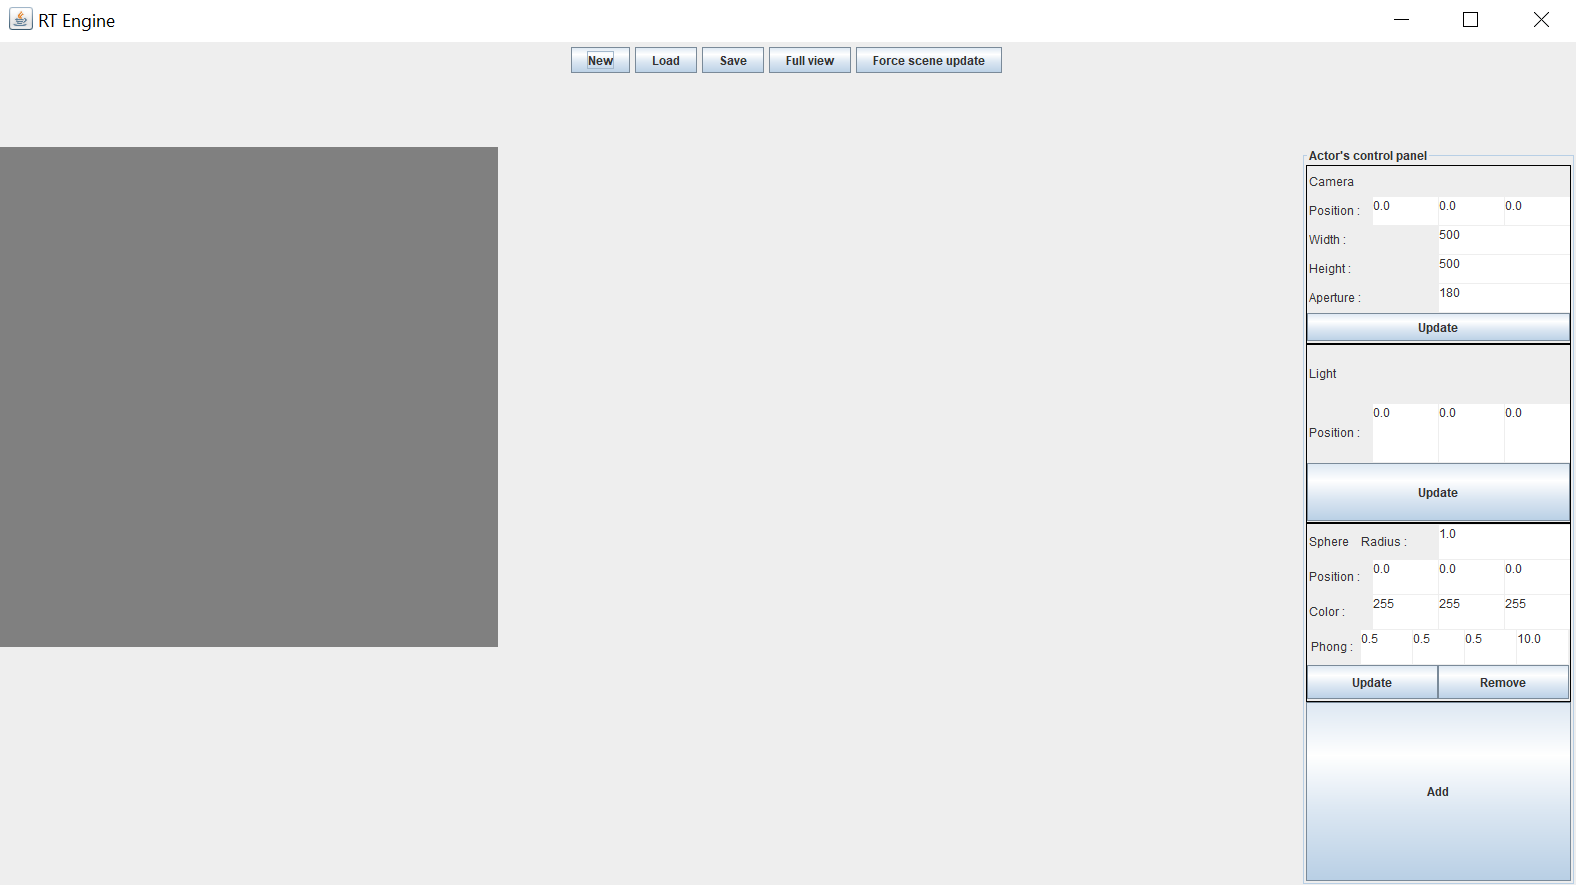 RT Engine
New Load Save Full view Force scene update
Actor's control panel
Camera
Position : 0.0 0.0 0.0
Width : 500
Height : 500
Aperture : 180
Update
Light
Position : 0.0 0.0 0.0
Update
Sphere Radius : 1.0
Position : 0.0 0.0 0.0
Color : 255 255 255
Phong : 0.5 0.5 0.5 10.0
Update Remove
Add